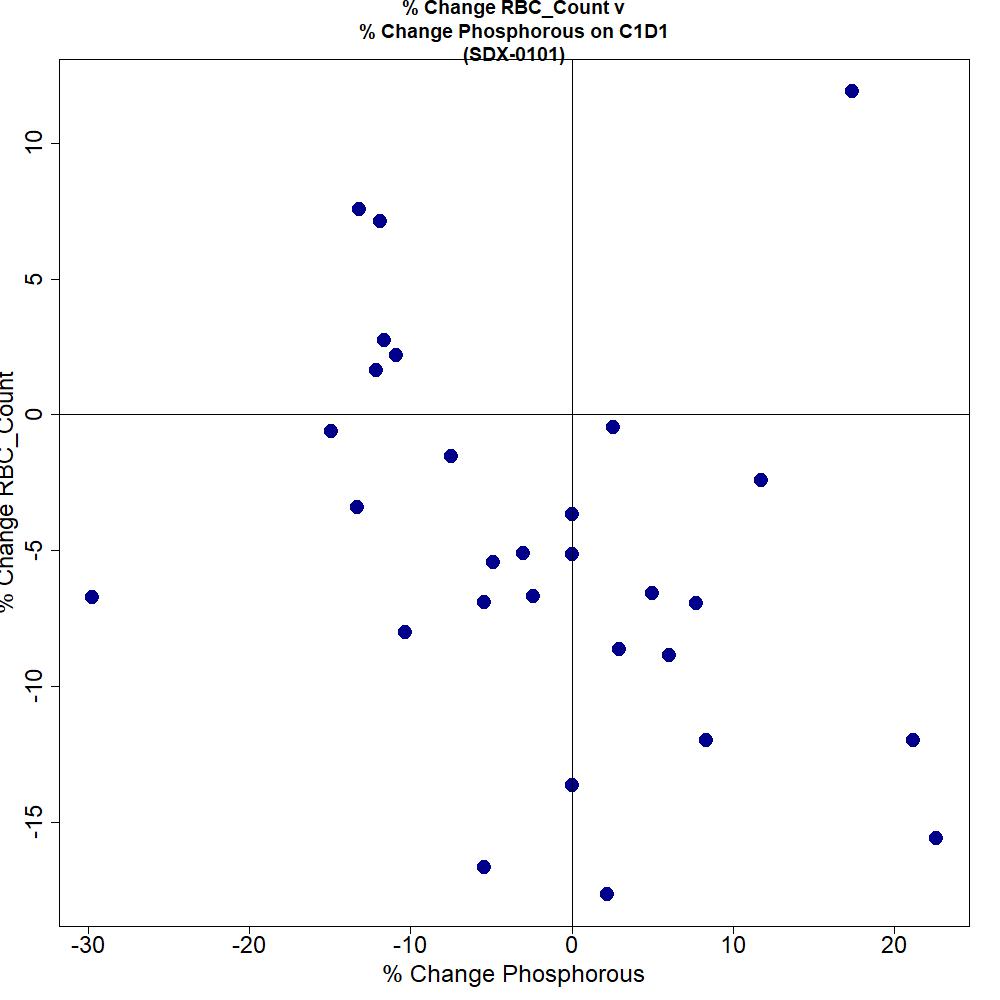 % Change RBC_Count v
% Change Phosphorous on C1D1
(SDX-0101)
% Change RBC_Count
10
5
0
-5
-10
-15
-30
-20
-10
0
10
20
% Change Phosphorous